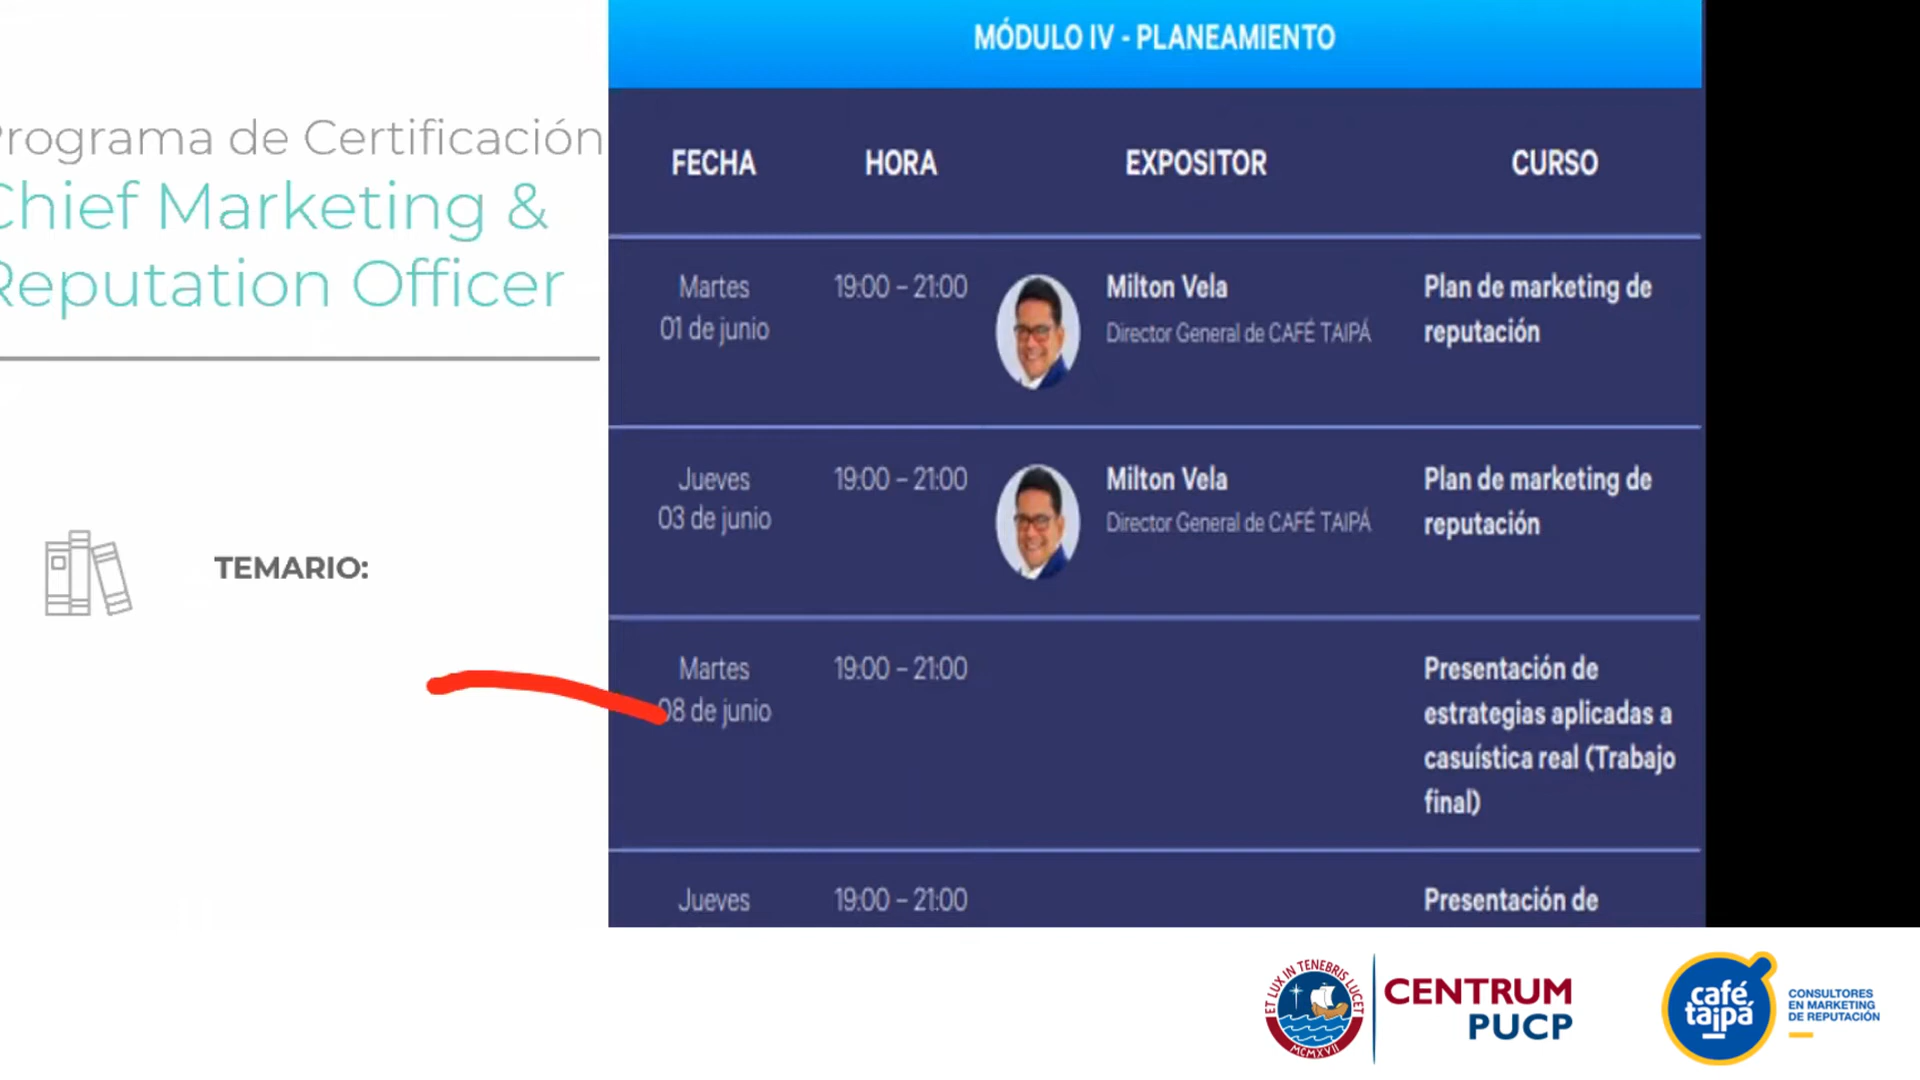 Programa de Certificación
Chief Marketing &
Reputation Officer
TEMARIO:
MÓDULO IV - PLANEAMIENTO
FECHA HORA EXPOSITOR CURSO
Martes 19:00 – 21:00 Milton Vela Plan de marketing de
01 de junio Director General de CAFÉ TAIPÁ reputación
Jueves 19:00 – 21:00 Milton Vela Plan de marketing de
03 de junio Director General de CAFÉ TAIPÁ reputación
Martes 19:00 – 21:00 Presentación de
08 de junio estrategias aplicadas a
casuística real (Trabajo
final)
Jueves 19:00 – 21:00 Presentación de
ET LUX IN TENEBRIS LUCET
MCMXVII
CENTRUM
PUCP
café
taipá
CONSULTORES
EN MARKETING
DE REPUTACIÓN